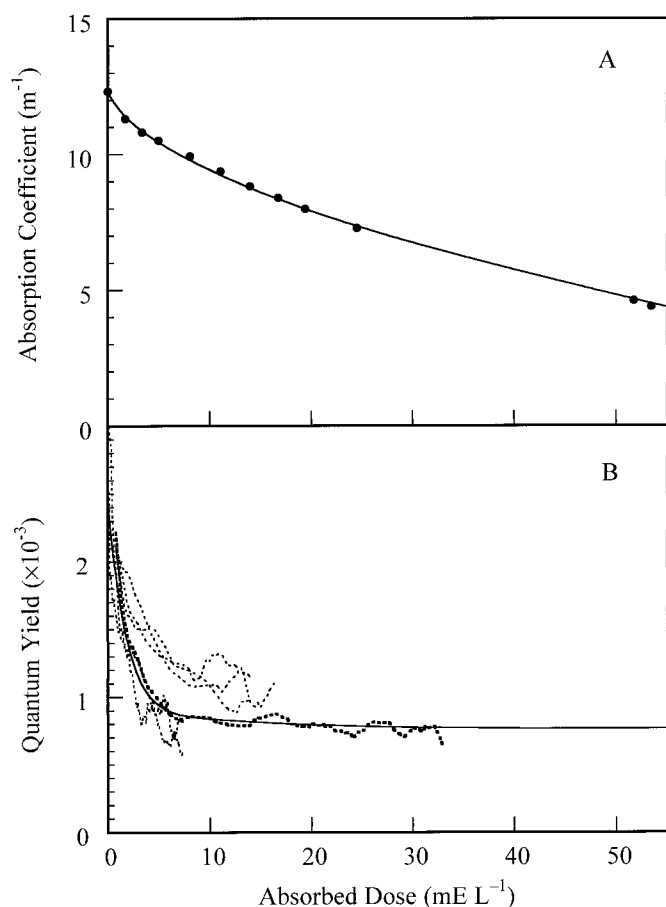 15
A
10
5
0
Absorption Coefficient (m⁻¹)
B
2
1
0
Quantum Yield (×10⁻³)
0 10 20 30 40 50
Absorbed Dose (mE L⁻¹)